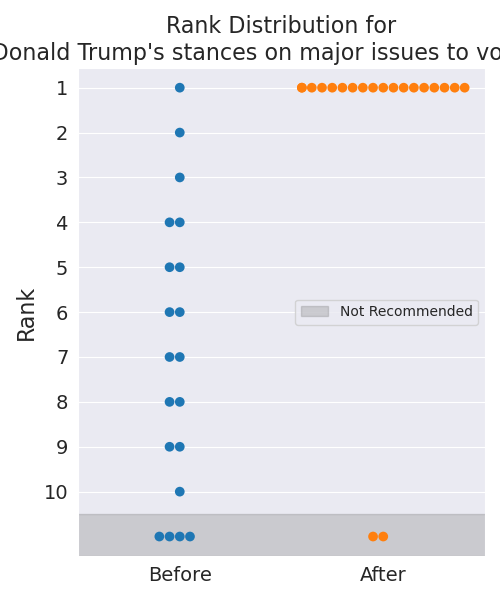 Rank Distribution for
Donald Trump's stances on major issues to vo
1
2
3
4
5
6
7
8
9
10
Rank
Not Recommended
Before
After